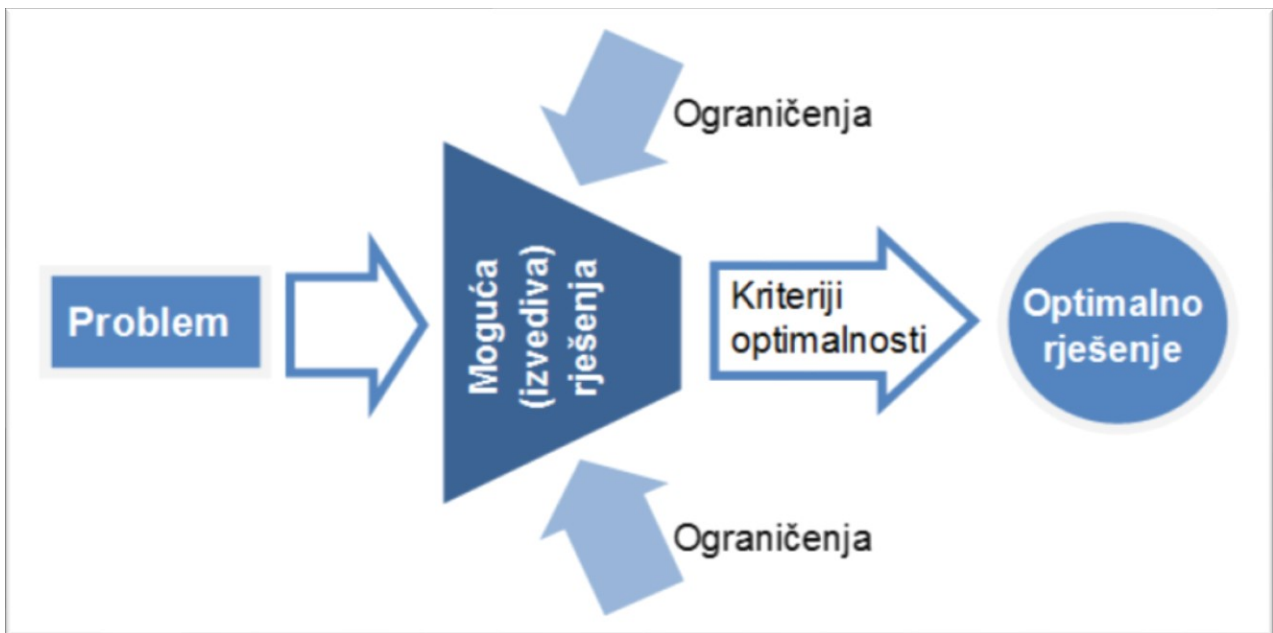 Ograničenja
Problem
Moguća
(izvediva)
rješenja
Kriteriji
optimalnosti
Optimalno
rješenje
Ograničenja